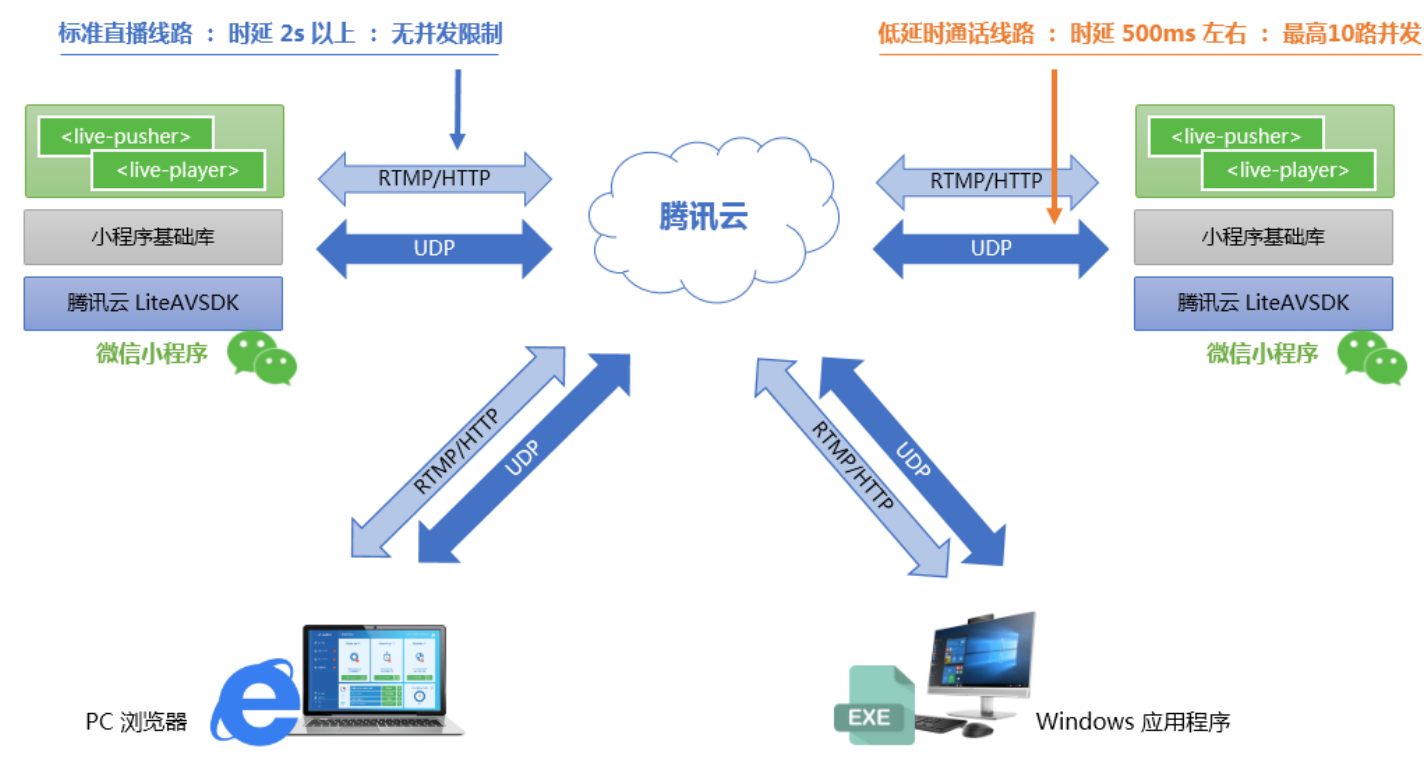 标准直播线路 ： 时延 2s 以上 ： 无并发限制
低延时通话线路 ： 时延 500ms 左右 ： 最高10路并发
<live-pusher>
<live-player>
小程序基础库
腾讯云 LiteAVSDK
微信小程序
RTMP/HTTP
UDP
腾讯云
RTMP/HTTP
UDP
<live-pusher>
<live-player>
小程序基础库
腾讯云 LiteAVSDK
微信小程序
RTMP/HTTP
UDP
RTMP/HTTP
UDP
PC 浏览器
EXE
Windows 应用程序